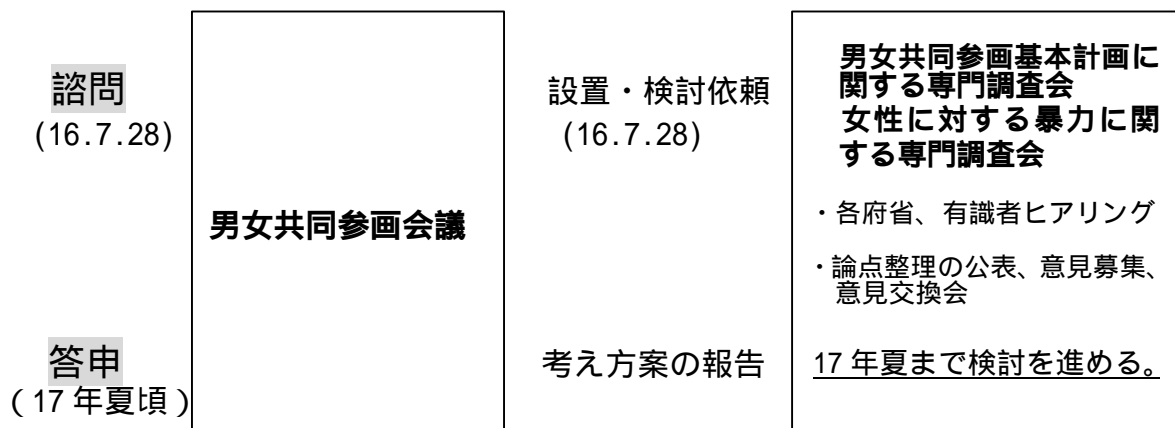 諮問
(16.7.28)
答申
(17年夏頃)
男女共同参画会議
設置・検討依頼
(16.7.28)
考え方案の報告
男女共同参画基本計画に
関する専門調査会
女性に対する暴力に関
する専門調査会
・各府省、有識者ヒアリング
・論点整理の公表、意見募集、
意見交換会
17年夏まで検討を進める。